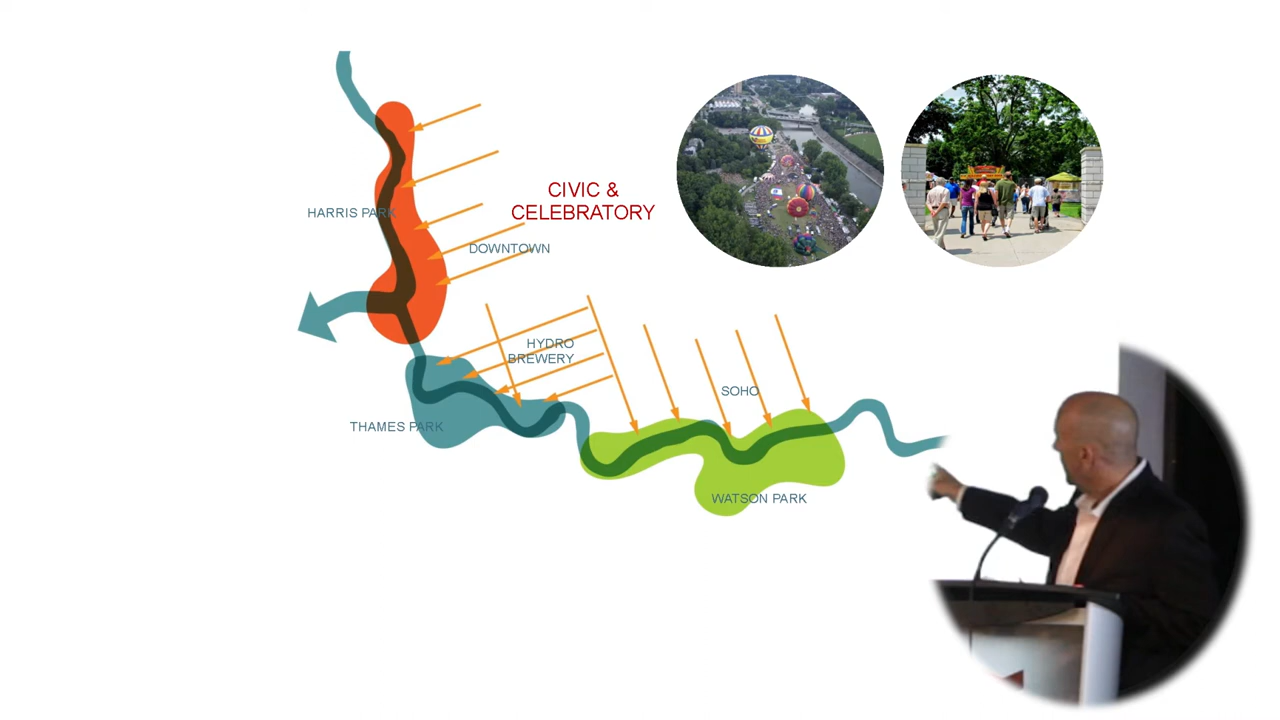 CIVIC &
CELEBRATORY
HARRIS PARK
DOWNTOWN
HYDRO
BREWERY
SOHO
THAMES PARK
WATSON PARK